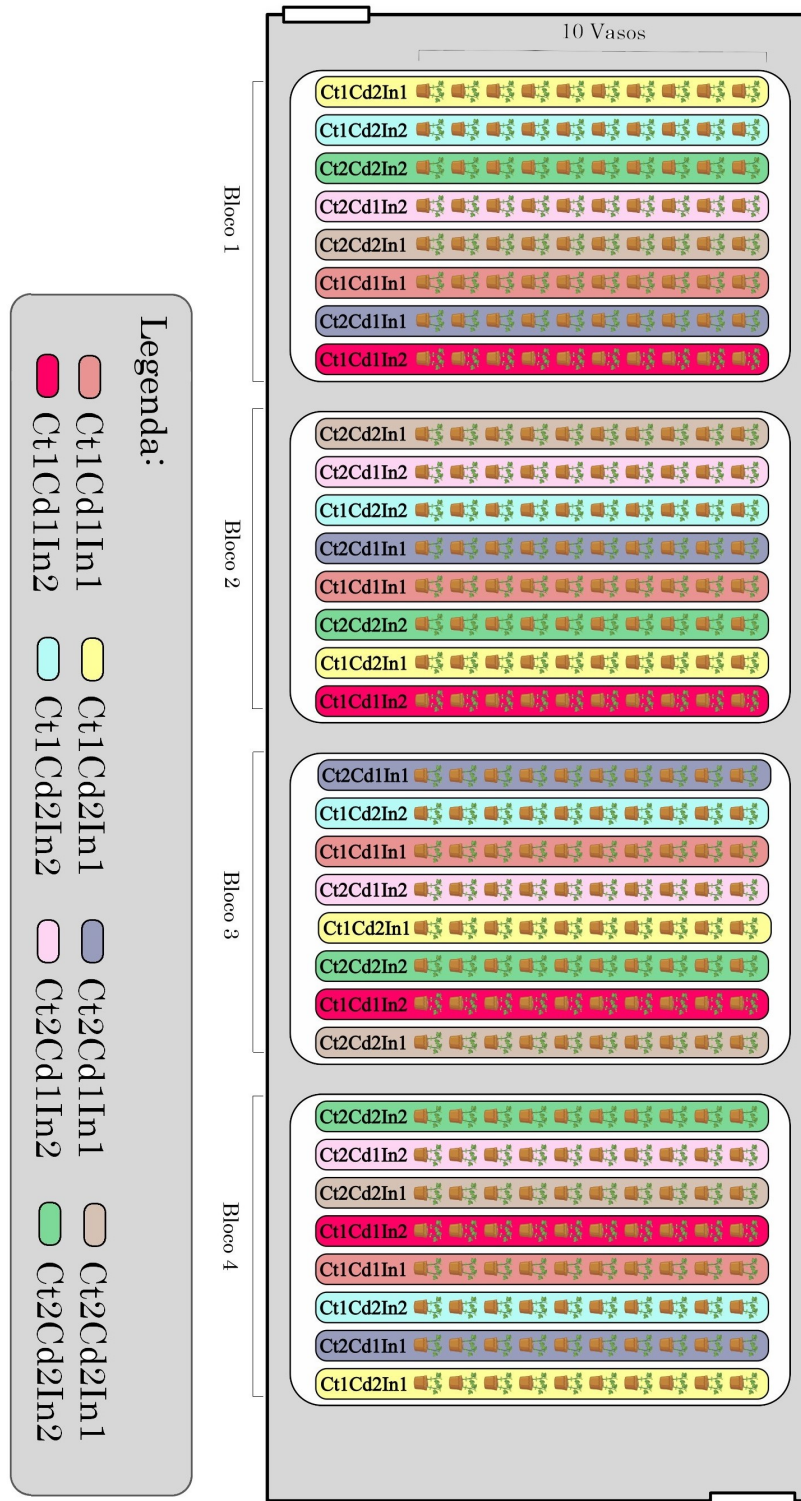 10 Vasos
Bloco 1
Ct1Cd2In1
Ct1Cd2In2
Ct2Cd2In2
Ct2Cd1In2
Ct2Cd2In1
Ct1Cd1In1
Ct2Cd1In1
Ct1Cd1In2
Bloco 2
Ct2Cd2In1
Ct2Cd1In2
Ct1Cd2In2
Ct2Cd1In1
Ct1Cd1In1
Ct2Cd2In2
Ct1Cd2In1
Ct1Cd1In2
Bloco 3
Ct2Cd1In1
Ct1Cd2In2
Ct1Cd1In1
Ct2Cd1In2
Ct1Cd2In1
Ct2Cd2In2
Ct1Cd1In2
Ct2Cd2In1
Bloco 4
Ct2Cd2In2
Ct2Cd1In2
Ct2Cd2In1
Ct1Cd1In2
Ct1Cd1In1
Ct1Cd2In2
Ct2Cd1In1
Ct1Cd2In1
Legenda:
Ct1Cd1In1 Ct1Cd2In1 Ct2Cd1In1 Ct2Cd2In1
Ct1Cd1In2 Ct1Cd2In2 Ct2Cd1In2 Ct2Cd2In2